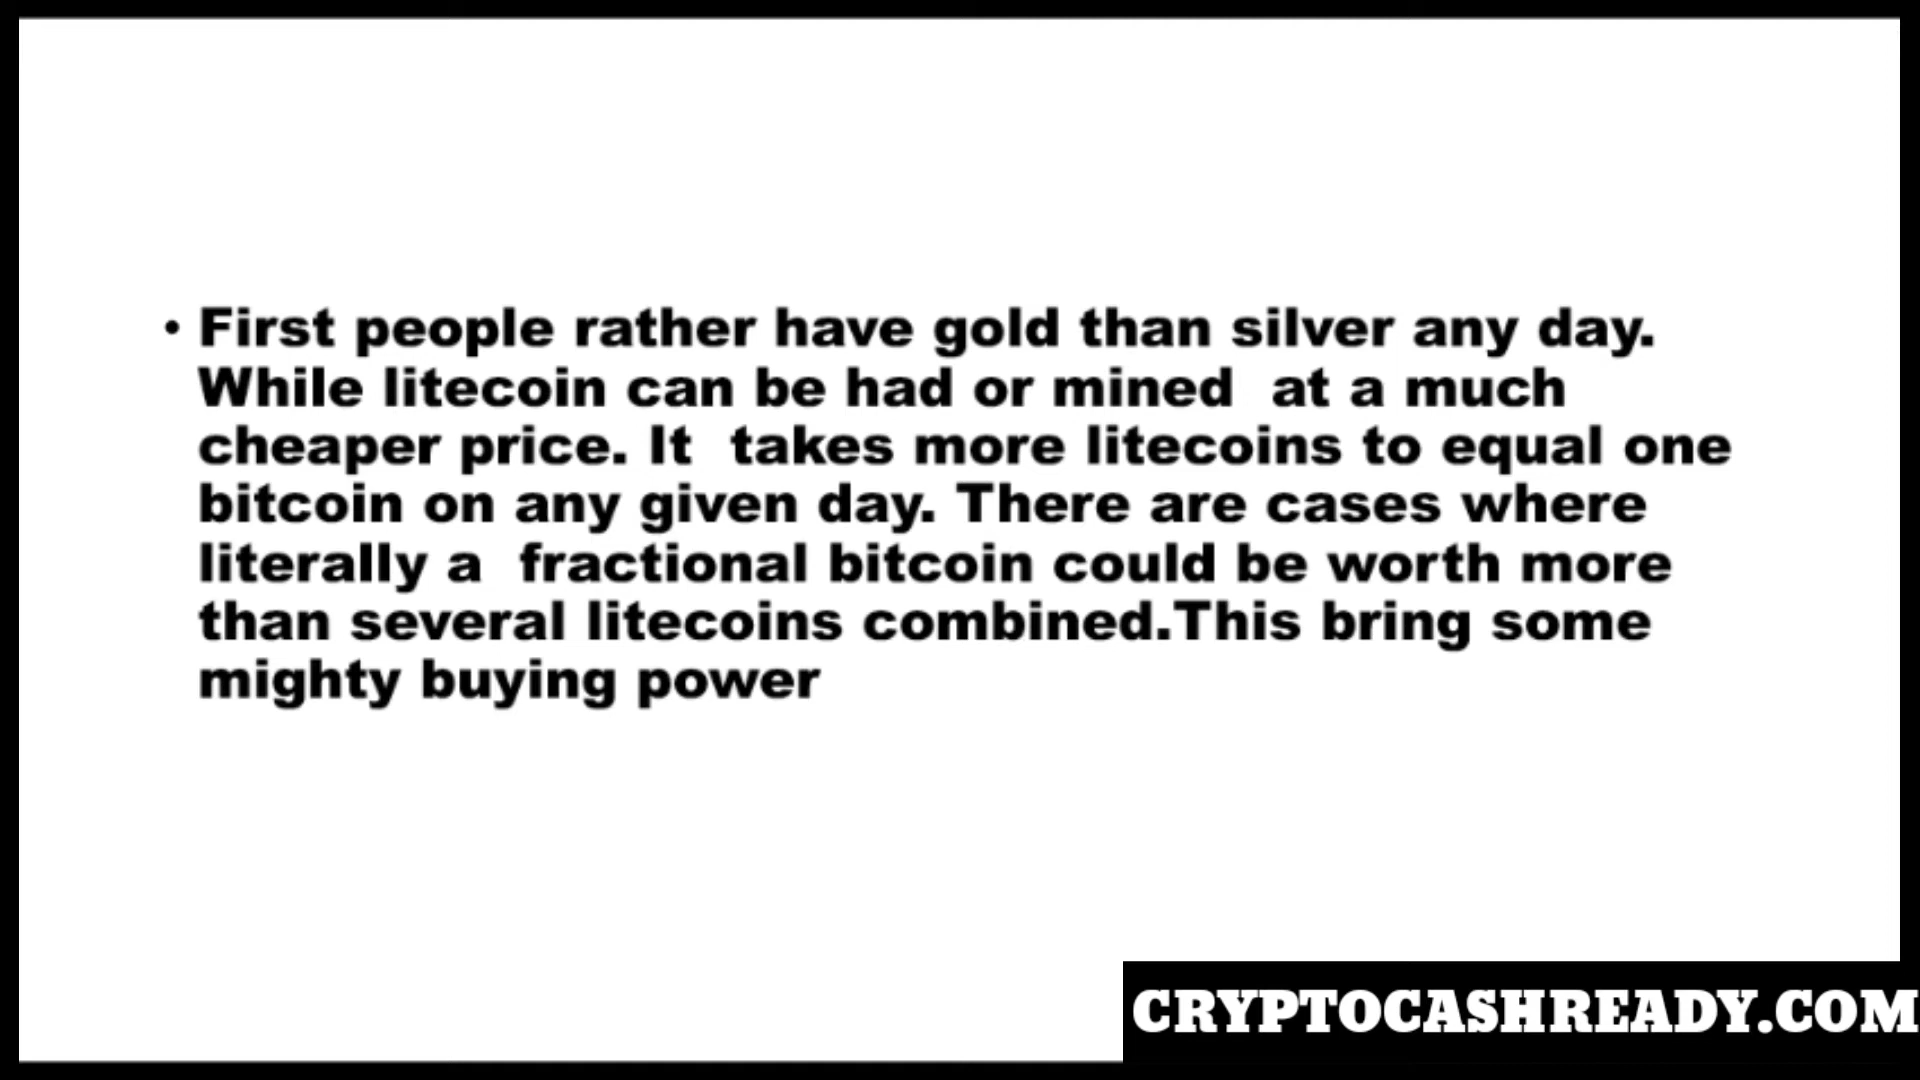 • First people rather have gold than silver any day.
While litecoin can be had or mined  at a much
cheaper price. It  takes more litecoins to equal one
bitcoin on any given day. There are cases where
literally a  fractional bitcoin could be worth more
than several litecoins combined.This bring some
mighty buying power
CRYPTOCASHREADY.COM